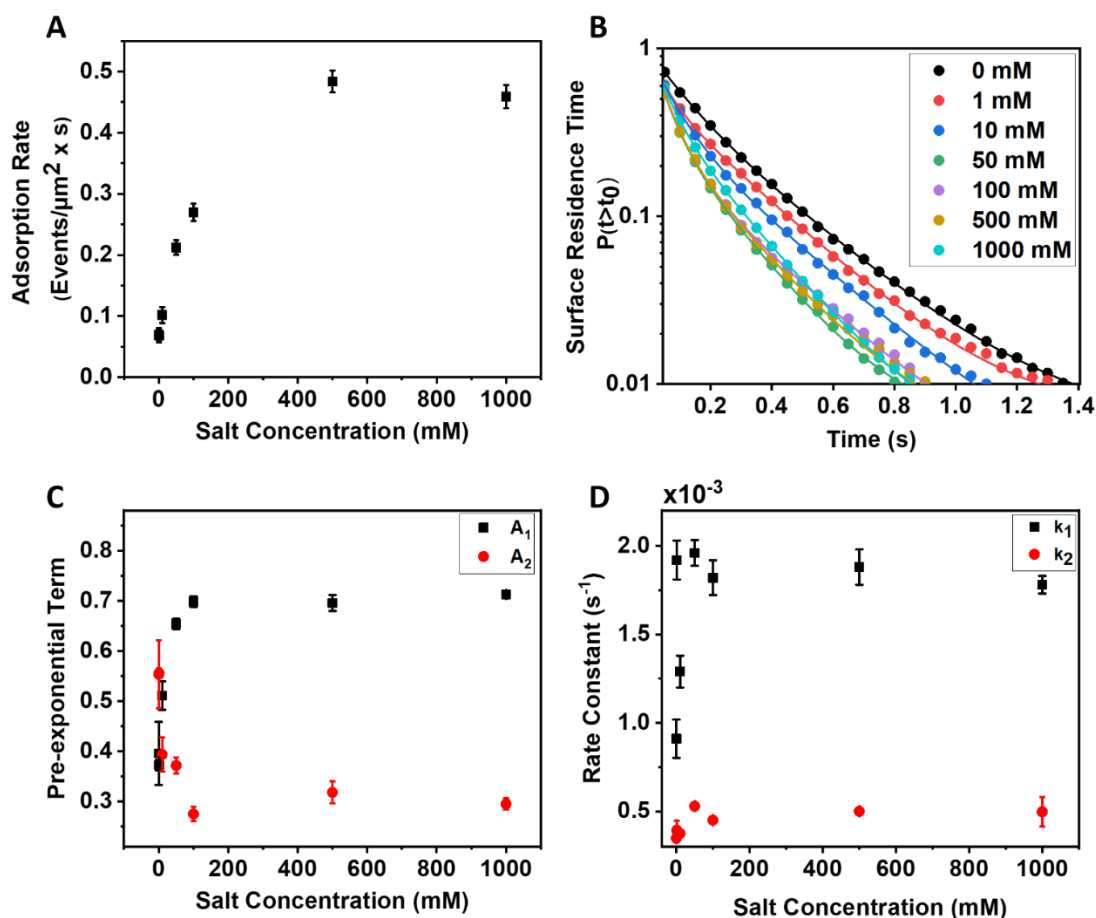 A
Adsorption Rate
(Events/μm² x s)
0.5
0.4
0.3
0.2
0.1
0.0
0 200 400 600 800 1000
Salt Concentration (mM)
B
Surface Residence Time
P(t>t₀)
1
0.1
0.01
0 mM
1 mM
10 mM
50 mM
100 mM
500 mM
1000 mM
0.2 0.4 0.6 0.8 1.0 1.2 1.4
Time (s)
C
Pre-exponential Term
0.8
0.7
0.6
0.5
0.4
0.3
A₁
A₂
0 200 400 600 800 1000
Salt Concentration (mM)
D
x10⁻³
Rate Constant (s⁻¹)
2.0
1.5
1.0
0.5
k₁
k₂
0 200 400 600 800 1000
Salt Concentration (mM)